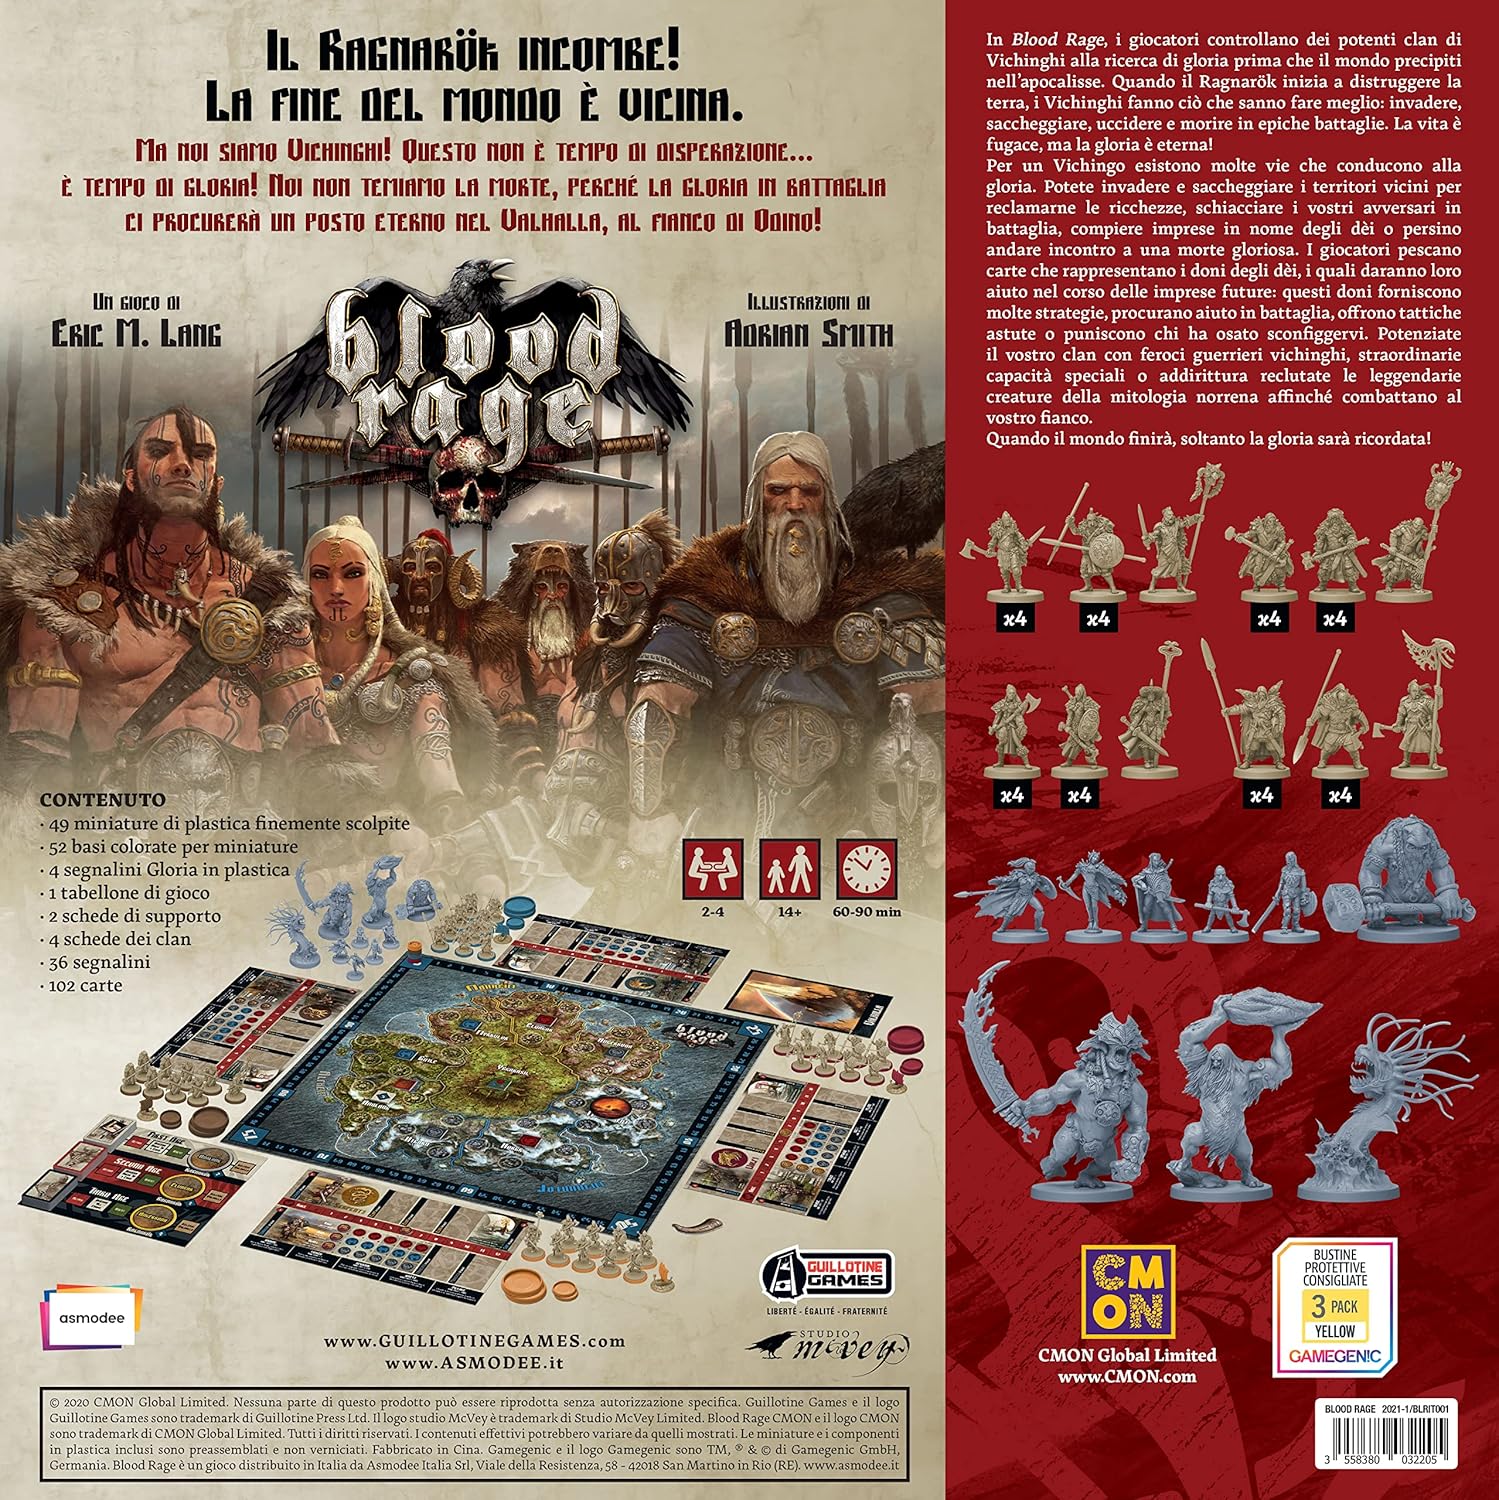 Il Ragnarök incombe!
La fine del mondo è vicina.
Ma noi siamo Vichinghi! Questo non è tempo di disperazione...
È tempo di gloria! Noi non temiamo la morte, perché la gloria in battaglia
ci procurerà un posto eterno nel Valhalla, al fianco di Odino!
Un gioco di
Eric M. Lang
blood
rage
Illustrazioni di
Adrian Smith
CONTENUTO
· 49 miniature di plastica finemente scolpite
· 52 basi colorate per miniature
· 4 segnalini Gloria in plastica
· 1 tabellone di gioco
· 2 schede di supporto
· 4 schede dei clan
· 36 segnalini
· 102 carte
2-4
14+
60-90 min
blood
rage
Valhalla
First Age
Second Age
Third Age
asmodee
www.GUILLOTINEGAMES.com
www.ASMODEE.it
GUILLOTINE
GAMES
LIBERTÉ - ÉGALITÉ - FRATERNITÉ
STUDIO
McVey
© 2020 CMON Global Limited. Nessuna parte di questo prodotto può essere riprodotta senza autorizzazione specifica. Guillotine Games e il logo
Guillotine Games sono trademark di Guillotine Press Ltd. Il logo studio McVey è trademark di Studio McVey Limited. Blood Rage CMON e il logo CMON
sono trademark di CMON Global Limited. Tutti i diritti riservati. I contenuti effettivi potrebbero variare da quelli mostrati. Le miniature e i componenti
in plastica inclusi sono preassemblati e non verniciati. Fabbricato in Cina. Gamegenic e il logo Gamegenic sono TM, ® & © di Gamegenic GmbH,
Germania. Blood Rage è un gioco distribuito in Italia da Asmodee Italia Srl, Viale della Resistenza, 58 - 42018 San Martino in Rio (RE). www.asmodee.it
In Blood Rage, i giocatori controllano dei potenti clan di
Vichinghi alla ricerca di gloria prima che il mondo precipiti
nell'apocalisse. Quando il Ragnarök inizia a distruggere la
terra, i Vichinghi fanno ciò che sanno fare meglio: invadere,
saccheggiare, uccidere e morire in epiche battaglie. La vita è
fugace, ma la gloria è eterna!
Per un Vichingo esistono molte vie che conducono alla
gloria. Potete invadere e saccheggiare i territori vicini per
reclamarne le ricchezze, schiacciare i vostri avversari in
battaglia, compiere imprese in nome degli dèi o persino
andare incontro a una morte gloriosa. I giocatori pescano
carte che rappresentano i doni degli dèi, i quali daranno loro
aiuto nel corso delle imprese future: questi doni forniscono
molte strategie, procurano aiuto in battaglia, offrono tattiche
astute o puniscono chi ha osato sconfiggervi. Potenziate
il vostro clan con feroci guerrieri vichinghi, straordinarie
capacità speciali o addirittura reclutate le leggendarie
creature della mitologia norrena affinché combattano al
vostro fianco.
Quando il mondo finirà, soltanto la gloria sarà ricordata!
x4 x4 x4 x4
x4 x4 x4 x4
CM
ON
CMON Global Limited
www.CMON.com
BUSTINE
PROTETTIVE
CONSIGLIATE
3 PACK
YELLOW
GAMEGEN!C
BLOOD RAGE 2021-1/BLRIT001
3 558380 032205